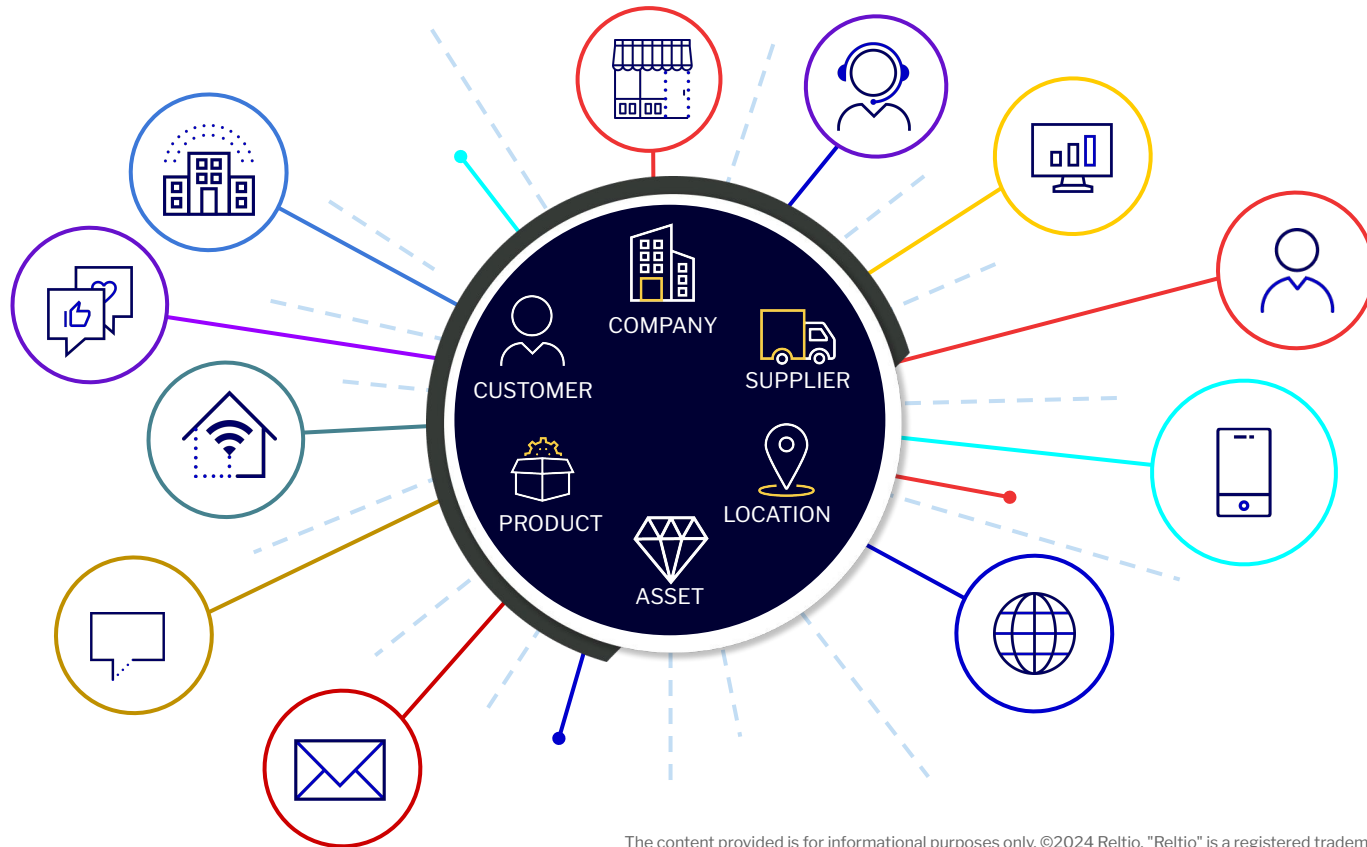 COMPANY
CUSTOMER
SUPPLIER
PRODUCT
LOCATION
ASSET
The content provided is for informational purposes only. ©2024 Reltio. "Reltio" is a registered